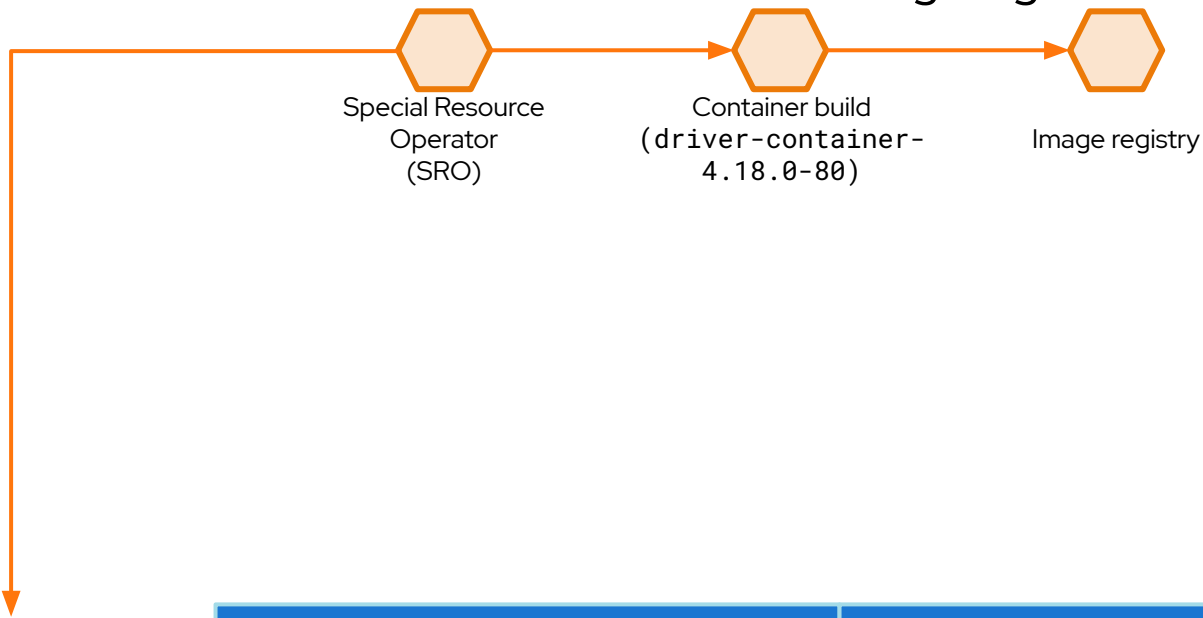 Special Resource
Operator
(SRO)
Container build
(driver-container-
4.18.0-80)
Image registry